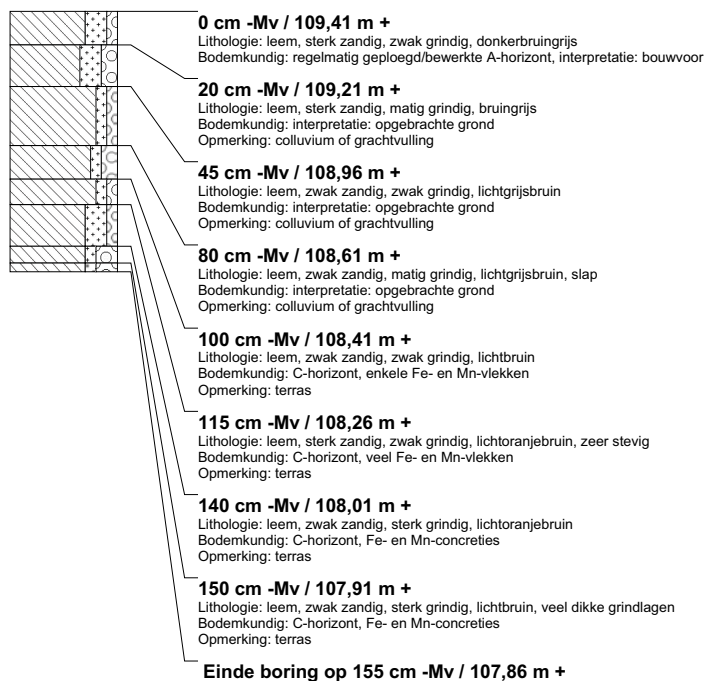 0 cm -Mv / 109,41 m +
Lithologie: leem, sterk zandig, zwak grindig, donkerbruingrijs
Bodemkundig: regelmatig geploegd/bewerkte A-horizont, interpretatie: bouwvoor
20 cm -Mv / 109,21 m +
Lithologie: leem, sterk zandig, matig grindig, bruingrijs
Bodemkundig: interpretatie: opgebrachte grond
Opmerking: colluvium of grachtvulling
45 cm -Mv / 108,96 m +
Lithologie: leem, zwak zandig, zwak grindig, lichtgrijsbruin
Bodemkundig: interpretatie: opgebrachte grond
Opmerking: colluvium of grachtvulling
80 cm -Mv / 108,61 m +
Lithologie: leem, zwak zandig, matig grindig, lichtgrijsbruin, slap
Bodemkundig: interpretatie: opgebrachte grond
Opmerking: colluvium of grachtvulling
100 cm -Mv / 108,41 m +
Lithologie: leem, zwak zandig, zwak grindig, lichtbruin
Bodemkundig: C-horizont, enkele Fe- en Mn-vlekken
Opmerking: terras
115 cm -Mv / 108,26 m +
Lithologie: leem, sterk zandig, zwak grindig, lichtoranjebruin, zeer stevig
Bodemkundig: C-horizont, veel Fe- en Mn-vlekken
Opmerking: terras
140 cm -Mv / 108,01 m +
Lithologie: leem, zwak zandig, sterk grindig, lichtoranjebruin
Bodemkundig: C-horizont, Fe- en Mn-concreties
Opmerking: terras
150 cm -Mv / 107,91 m +
Lithologie: leem, zwak zandig, sterk grindig, lichtbruin, veel dikke grindlagen
Bodemkundig: C-horizont, Fe- en Mn-concreties
Opmerking: terras
Einde boring op 155 cm -Mv / 107,86 m +